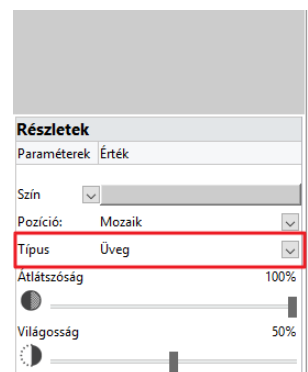 Részletek
Paraméterek Érték
Szín
Pozíció: Mozaik
Típus Üveg
Átlátszóság 100%
Világosság 50%